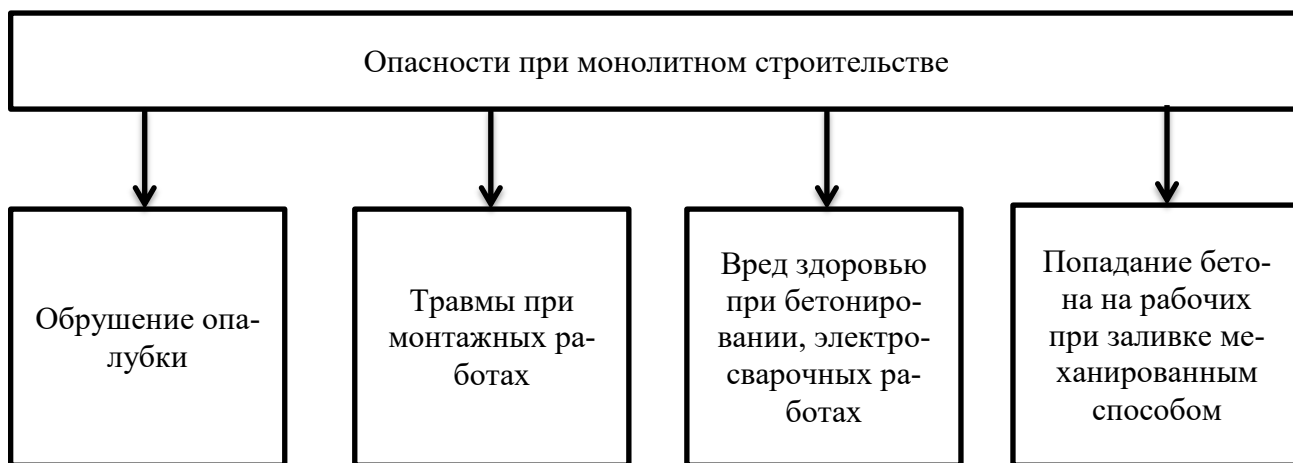 Опасности при монолитном строительстве
Обрушение опа-
лубки
Травмы при
монтажных ра-
ботах
Вред здоровью
при бетониро-
вании, электро-
сварочных ра-
ботах
Попадание бето-
на на рабочих
при заливке ме-
ханированным
способом